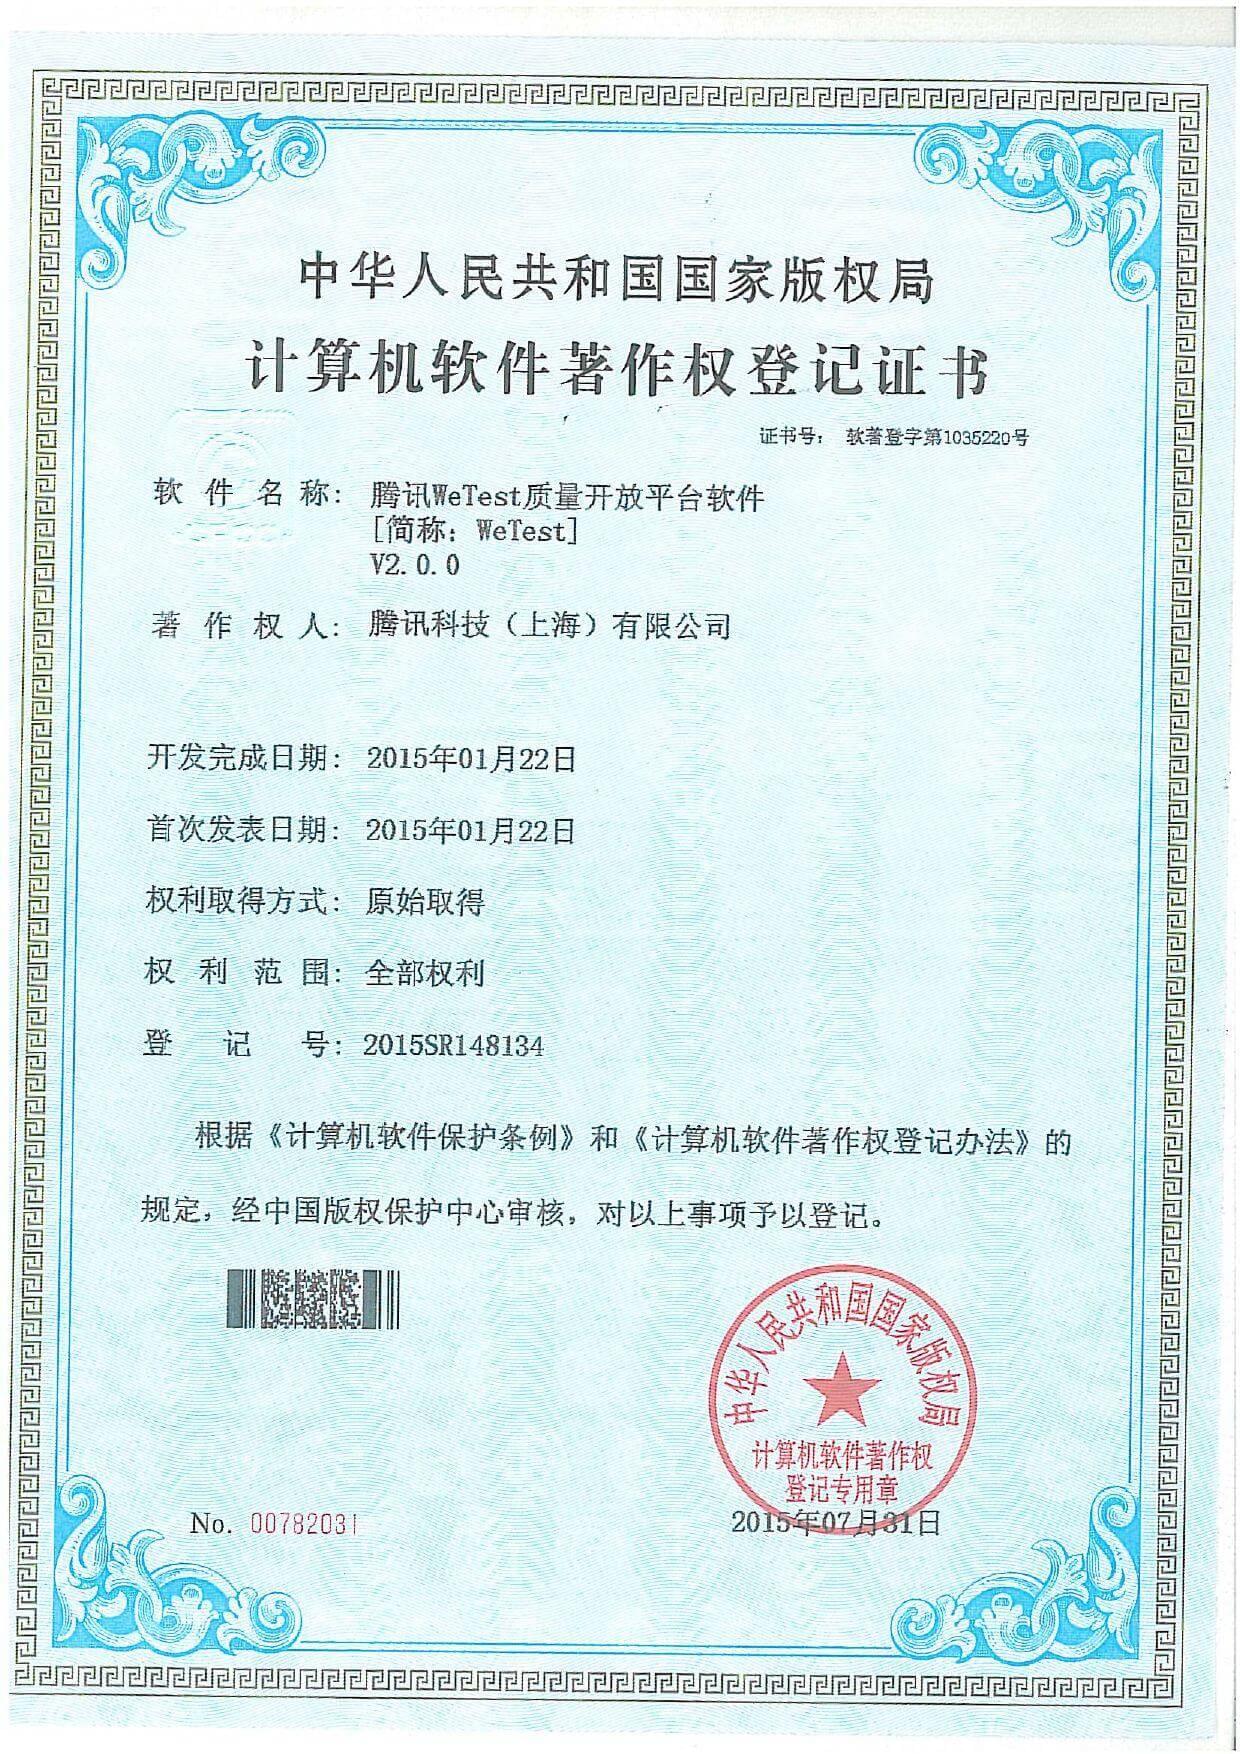 中华人民共和国国家版权局
计算机软件著作权登记证书
证书号： 软著登字第1035220号
软件名称： 腾讯WeTest质量开放平台软件
[简称：WeTest]
V2.0.0
著作权人： 腾讯科技（上海）有限公司
开发完成日期： 2015年01月22日
首次发表日期： 2015年01月22日
权利取得方式： 原始取得
权利范围： 全部权利
登记号： 2015SR148134
根据《计算机软件保护条例》和《计算机软件著作权登记办法》的
规定，经中国版权保护中心审核，对以上事项予以登记。
中华人民共和国国家版权局
计算机软件著作权
登记专用章
No. 00782031
2015年07月31日